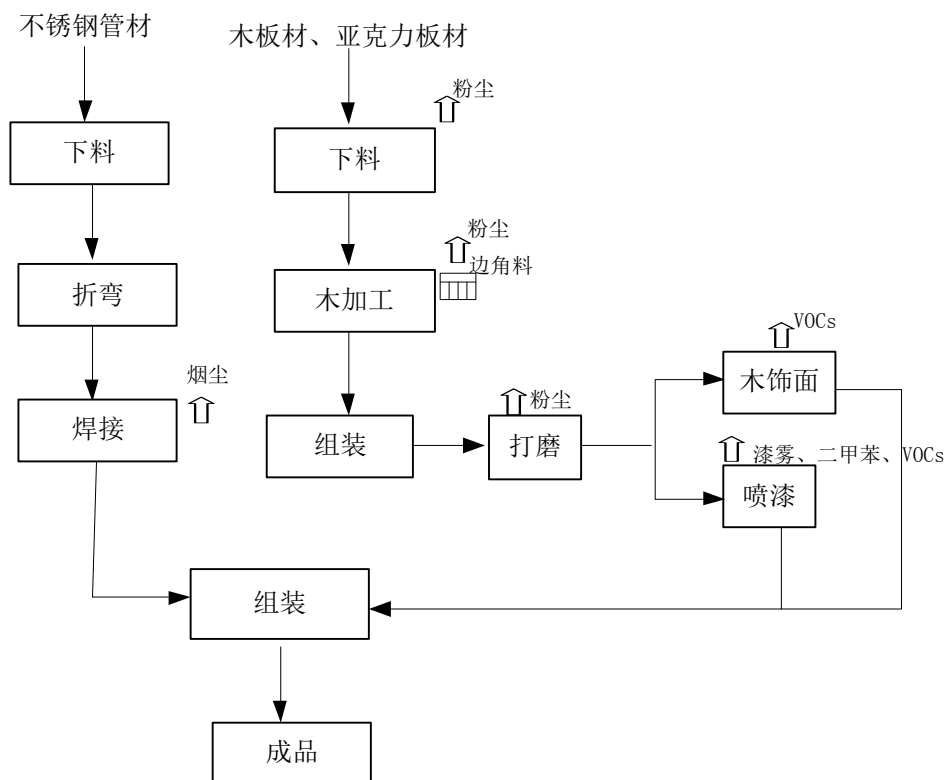 不锈钢管材
木板材、亚克力板材
粉尘
下料
下料
粉尘
边角料
折弯
木加工
VOCs
烟尘
木饰面
粉尘
焊接
组装
打磨
漆雾、二甲苯、VOCs
喷漆
组装
成品